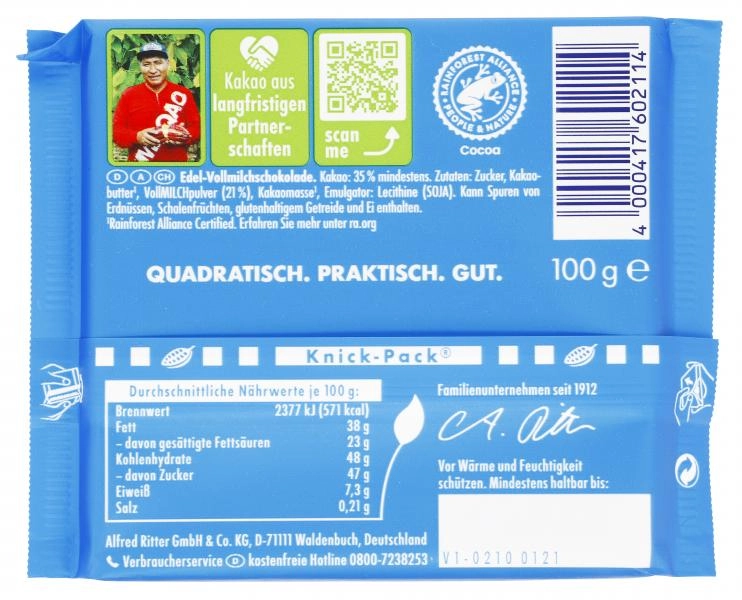 Kakao aus
langfristigen
Partner-
schaften
scan
me
RAINFOREST ALLIANCE
PEOPLE & NATURE
Cocoa
4 000417 602114
D A CH Edel-Vollmilchschokolade. Kakao: 35 % mindestens. Zutaten: Zucker, Kakao-
butter¹, VollMILCHpulver (21 %), Kakaomasse¹, Emulgator: Lecithine (SOJA). Kann Spuren von
Erdnüssen, Schalenfrüchten, glutenhaltigem Getreide und Ei enthalten.
¹Rainforest Alliance Certified. Erfahren Sie mehr unter ra.org
QUADRATISCH. PRAKTISCH. GUT.
100 g e
Knick-Pack®
Durchschnittliche Nährwerte je 100 g:
Brennwert 2377 kJ (571 kcal)
Fett 38 g
– davon gesättigte Fettsäuren 23 g
Kohlenhydrate 48 g
– davon Zucker 47 g
Eiweiß 7,3 g
Salz 0,21 g
Familienunternehmen seit 1912
Vor Wärme und Feuchtigkeit
schützen. Mindestens haltbar bis:
Alfred Ritter GmbH & Co. KG, D-71111 Waldenbuch, Deutschland
Verbraucherservice D kostenfreie Hotline 0800-7238253
V1-0210 0121